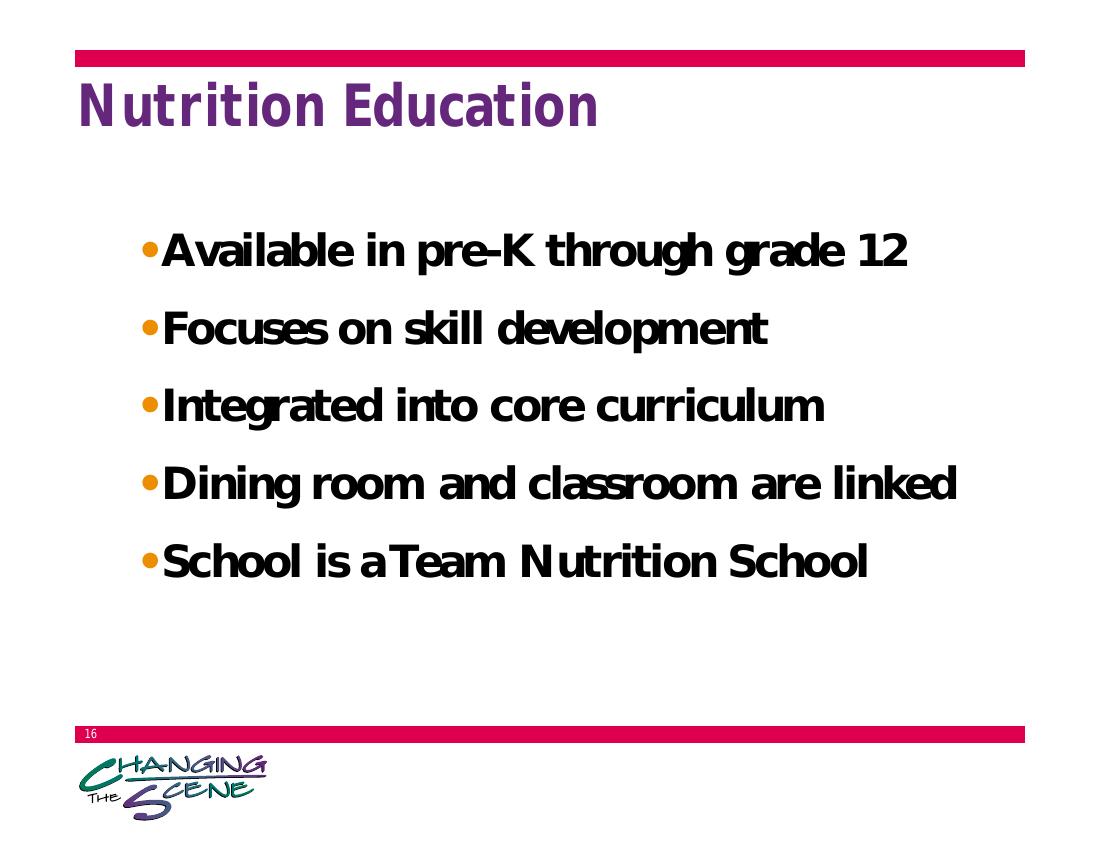 Nutrition Education
•Available in pre-K through grade 12
•Focuses on skill development
•Integrated into core curriculum
•Dining room and classroom are linked
•School is a Team Nutrition School
16
CHANGING
THE SCENE